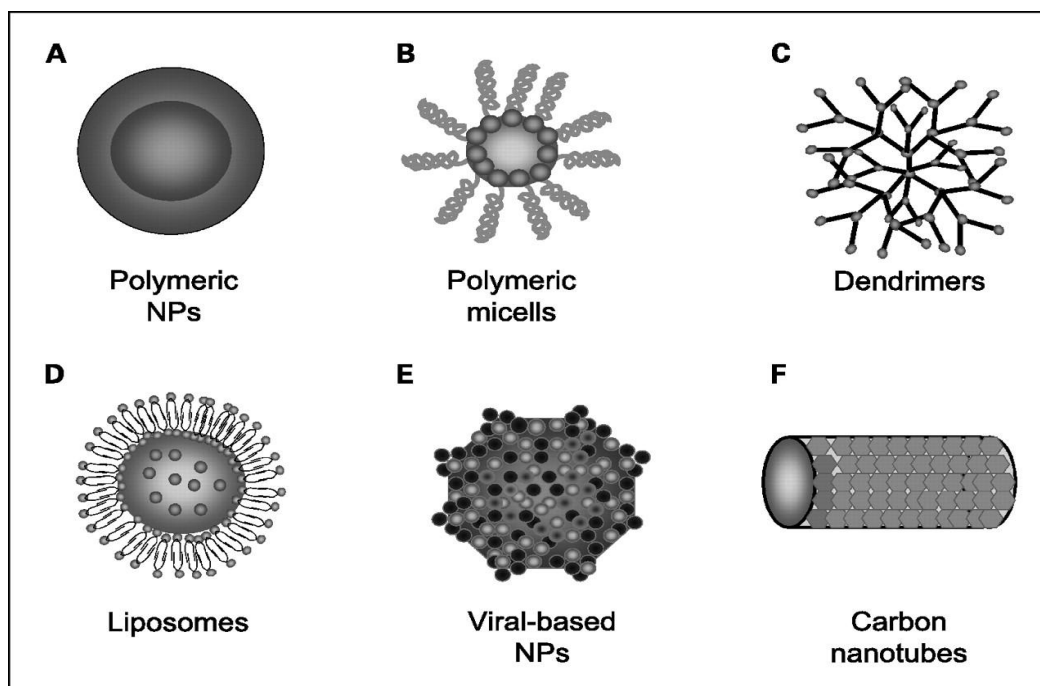 A
B
C
Polymeric
NPs
Polymeric
micells
Dendrimers
D
E
F
Liposomes
Viral-based
NPs
Carbon
nanotubes